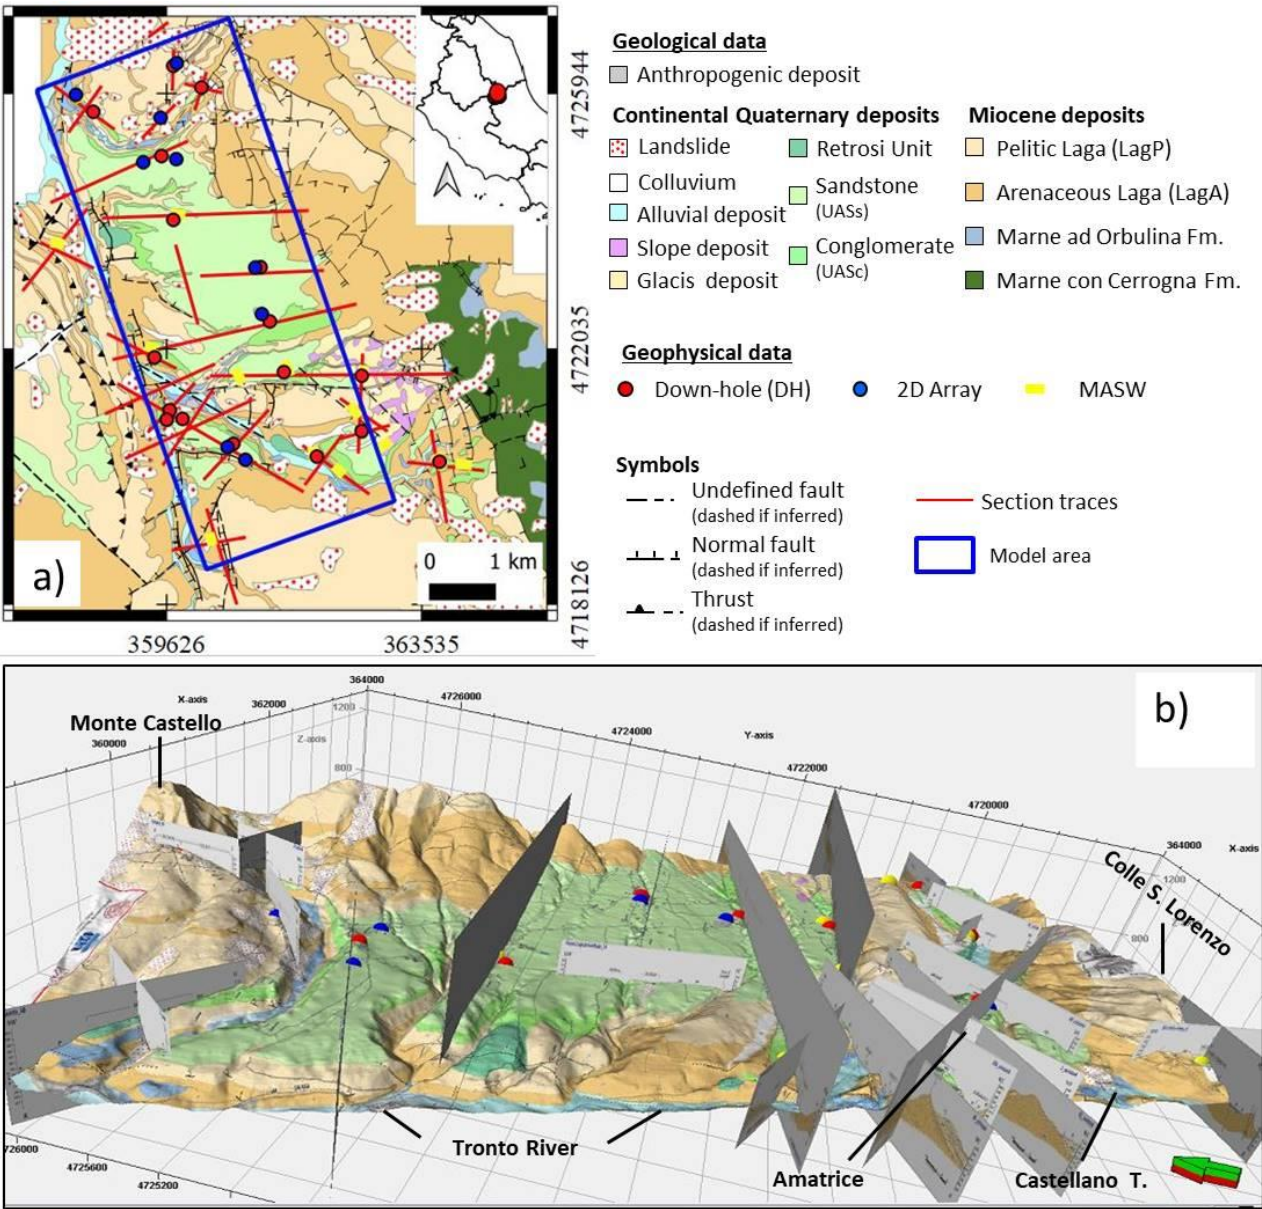 a)
0 1 km
4725944
4722035
4718126
359626
363535
Geological data
Anthropogenic deposit
Continental Quaternary deposits
Landslide
Colluvium
Alluvial deposit
Slope deposit
Glacis deposit
Retrosi Unit
Sandstone
(UASs)
Conglomerate
(UASc)
Miocene deposits
Pelitic Laga (LagP)
Arenaceous Laga (LagA)
Marne ad Orbulina Fm.
Marne con Cerrogna Fm.
Geophysical data
Down-hole (DH)
2D Array
MASW
Symbols
Undefined fault
(dashed if inferred)
Normal fault
(dashed if inferred)
Thrust
(dashed if inferred)
Section traces
Model area
b)
364000
X-axis
362000
4726000
1200
Monte Castello
360000
Z-axis
4724000
Y-axis
800
4722000
4720000
364000
X-axis
1200
Colle S. Lorenzo
800
4725600
4725200
Tronto River
Amatrice
Castellano T.